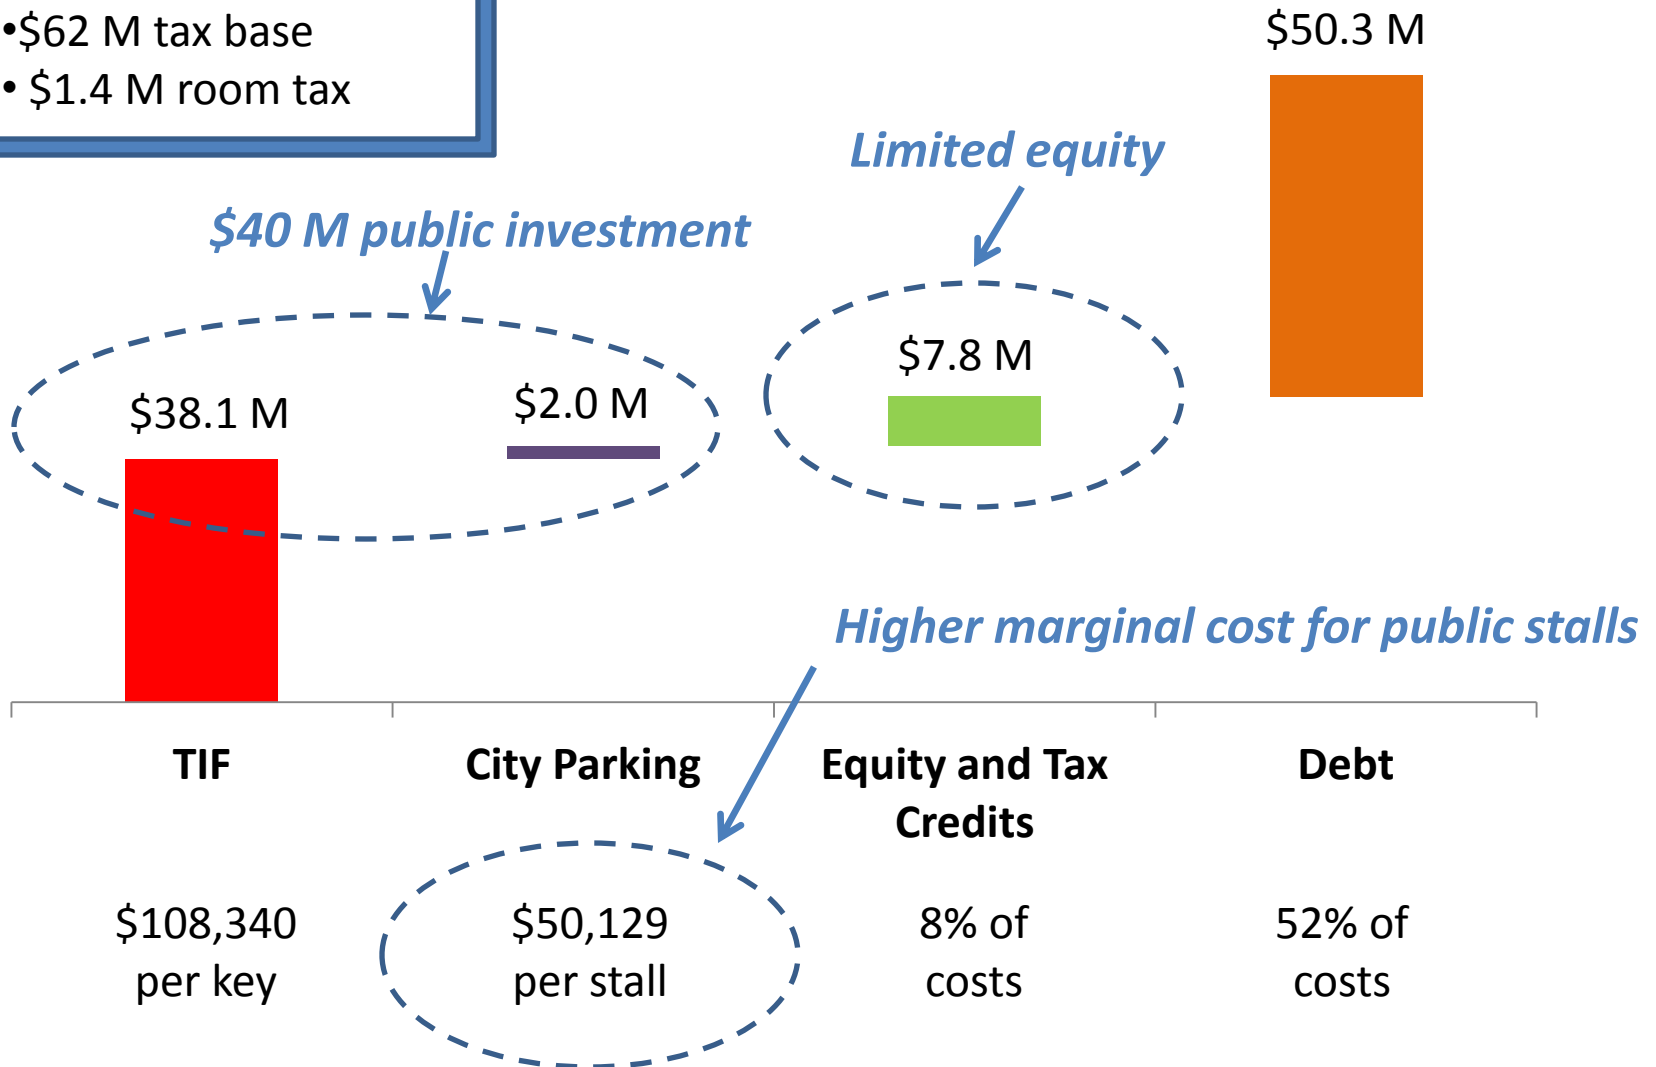 •$62 M tax base
• $1.4 M room tax
$50.3 M
Limited equity
$40 M public investment
$7.8 M
$38.1 M
$2.0 M
Higher marginal cost for public stalls
TIF
City Parking
Equity and Tax
Credits
Debt
$108,340
per key
$50,129
per stall
8% of
costs
52% of
costs